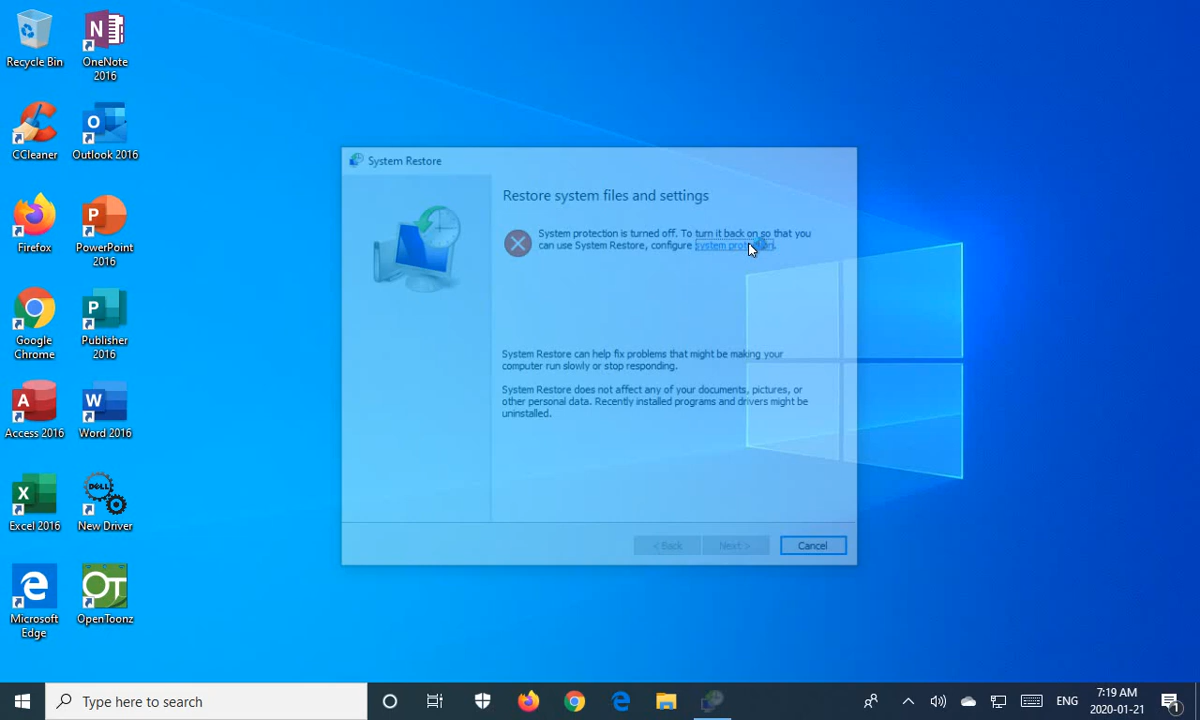 Recycle Bin
OneNote
2016
CCleaner
Outlook 2016
Firefox
PowerPoint
2016
Google
Chrome
Publisher
2016
Access 2016
Word 2016
Excel 2016
DELL
New Driver
Microsoft
Edge
OpenToonz
System Restore
Restore system files and settings
System protection is turned off. To turn it back on so that you
can use System Restore, configure system protection.
System Restore can help fix problems that might be making your
computer run slowly or stop responding.
System Restore does not affect any of your documents, pictures, or
other personal data. Recently installed programs and drivers might be
uninstalled.
< Back
Next >
Cancel
Type here to search
ENG
7:19 AM
2020-01-21
1